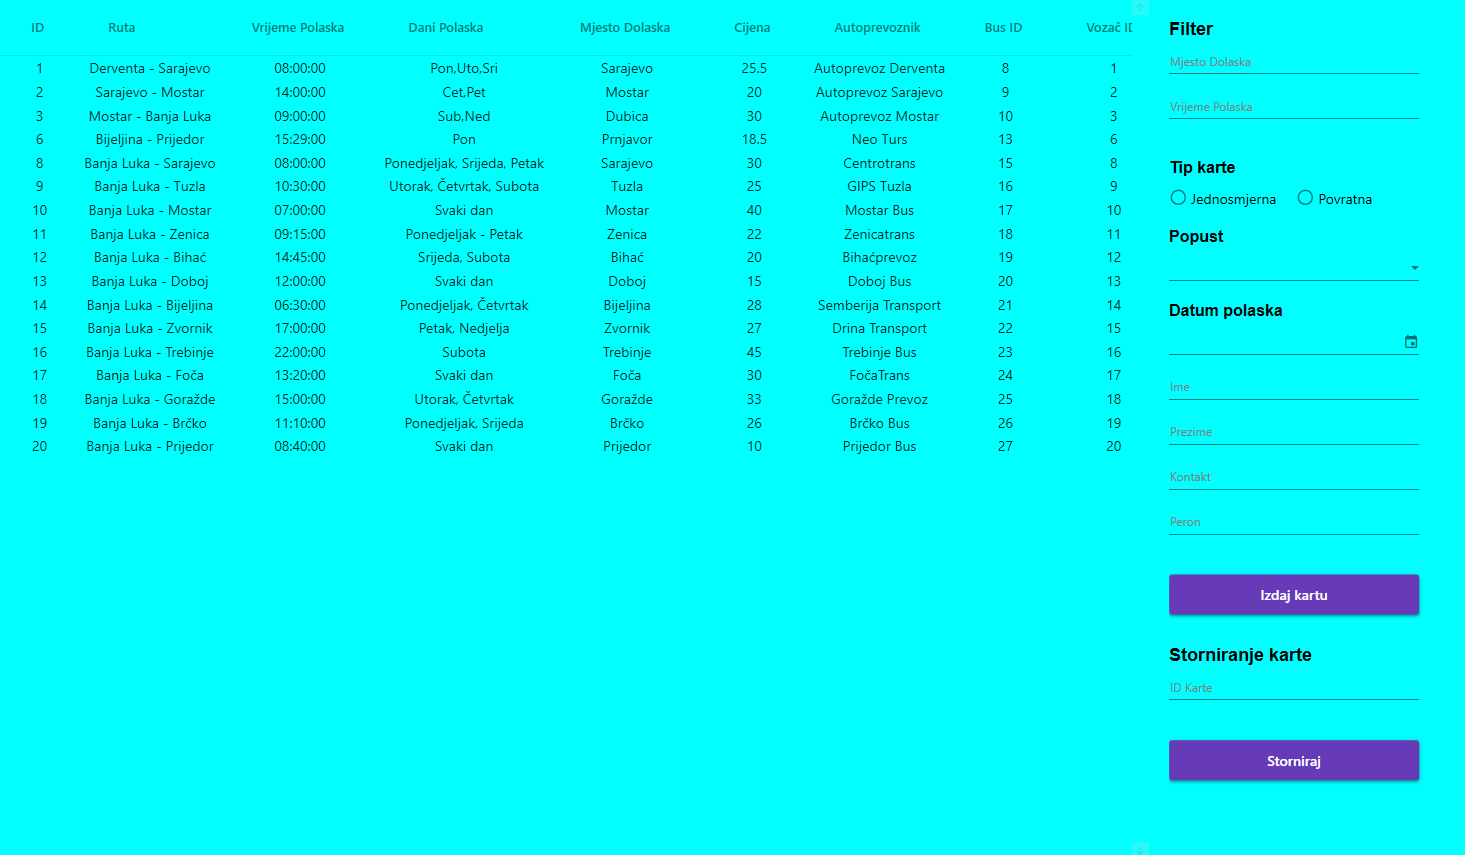 ID Ruta Vrijeme Polaska Dani Polaska Mjesto Dolaska Cijena Autoprevoznik Bus ID Vozač ID
1 Derventa - Sarajevo 08:00:00 Pon,Uto,Sri Sarajevo 25.5 Autoprevoz Derventa 8 1
2 Sarajevo - Mostar 14:00:00 Cet,Pet Mostar 20 Autoprevoz Sarajevo 9 2
3 Mostar - Banja Luka 09:00:00 Sub,Ned Dubica 30 Autoprevoz Mostar 10 3
6 Bijeljina - Prijedor 15:29:00 Pon Prnjavor 18.5 Neo Turs 13 6
8 Banja Luka - Sarajevo 08:00:00 Ponedjeljak, Srijeda, Petak Sarajevo 30 Centrotrans 15 8
9 Banja Luka - Tuzla 10:30:00 Utorak, Četvrtak, Subota Tuzla 25 GIPS Tuzla 16 9
10 Banja Luka - Mostar 07:00:00 Svaki dan Mostar 40 Mostar Bus 17 10
11 Banja Luka - Zenica 09:15:00 Ponedjeljak - Petak Zenica 22 Zenicatrans 18 11
12 Banja Luka - Bihać 14:45:00 Srijeda, Subota Bihać 20 Bihaćprevoz 19 12
13 Banja Luka - Doboj 12:00:00 Svaki dan Doboj 15 Doboj Bus 20 13
14 Banja Luka - Bijeljina 06:30:00 Ponedjeljak, Četvrtak Bijeljina 28 Semberija Transport 21 14
15 Banja Luka - Zvornik 17:00:00 Petak, Nedjelja Zvornik 27 Drina Transport 22 15
16 Banja Luka - Trebinje 22:00:00 Subota Trebinje 45 Trebinje Bus 23 16
17 Banja Luka - Foča 13:20:00 Svaki dan Foča 30 FočaTrans 24 17
18 Banja Luka - Goražde 15:00:00 Utorak, Četvrtak Goražde 33 Goražde Prevoz 25 18
19 Banja Luka - Brčko 11:10:00 Ponedjeljak, Srijeda Brčko 26 Brčko Bus 26 19
20 Banja Luka - Prijedor 08:40:00 Svaki dan Prijedor 10 Prijedor Bus 27 20
Filter
Mjesto Dolaska
Vrijeme Polaska
Tip karte
Jednosmjerna Povratna
Popust
Datum polaska
Ime
Prezime
Kontakt
Peron
Izdaj kartu
Storniranje karte
ID Karte
Storniraj